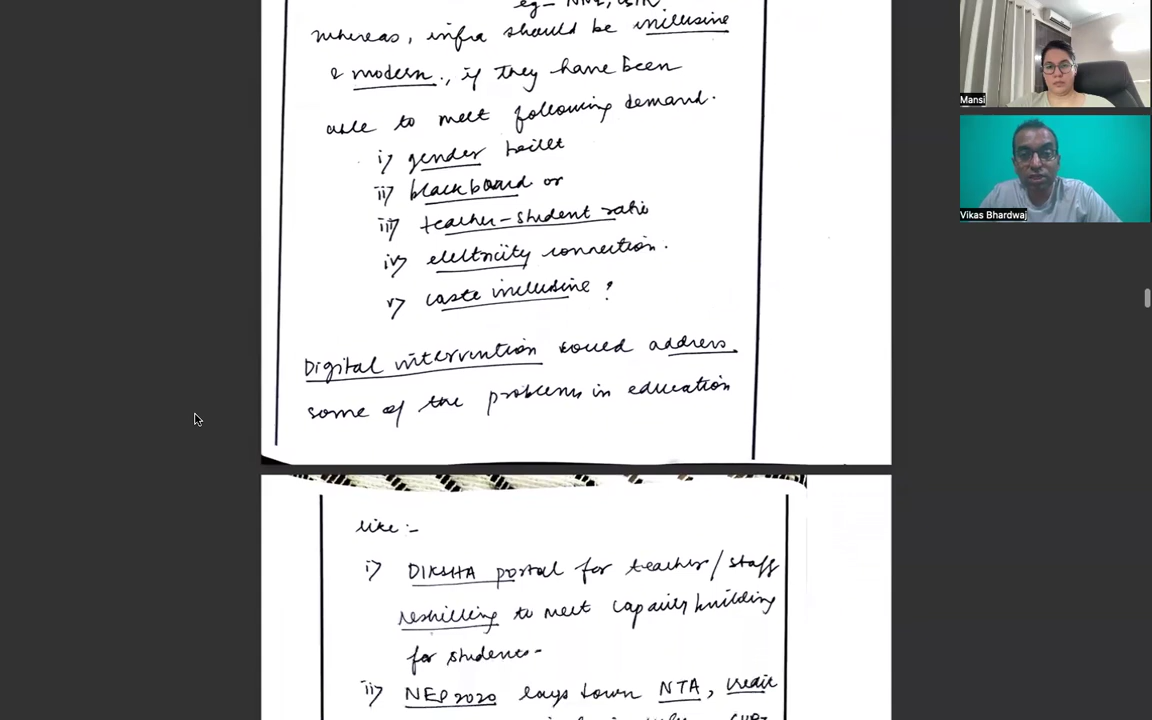 whereas, infra should be inclusine
& modern., if they have been
able to meet following demand.
i) gender toilet
ii) blackboard or
iii) teacher-student ratio
iv) electricity connection.
v) caste inclusine ?
Digital intervention could address
some of the problems in education
like:-
i) DIKSHA portal for teacher/staff
reskilling to meet capacity building
for students-
ii) NEP 2020 lays down NTA, credit
Mansi
Vikas Bhardwaj